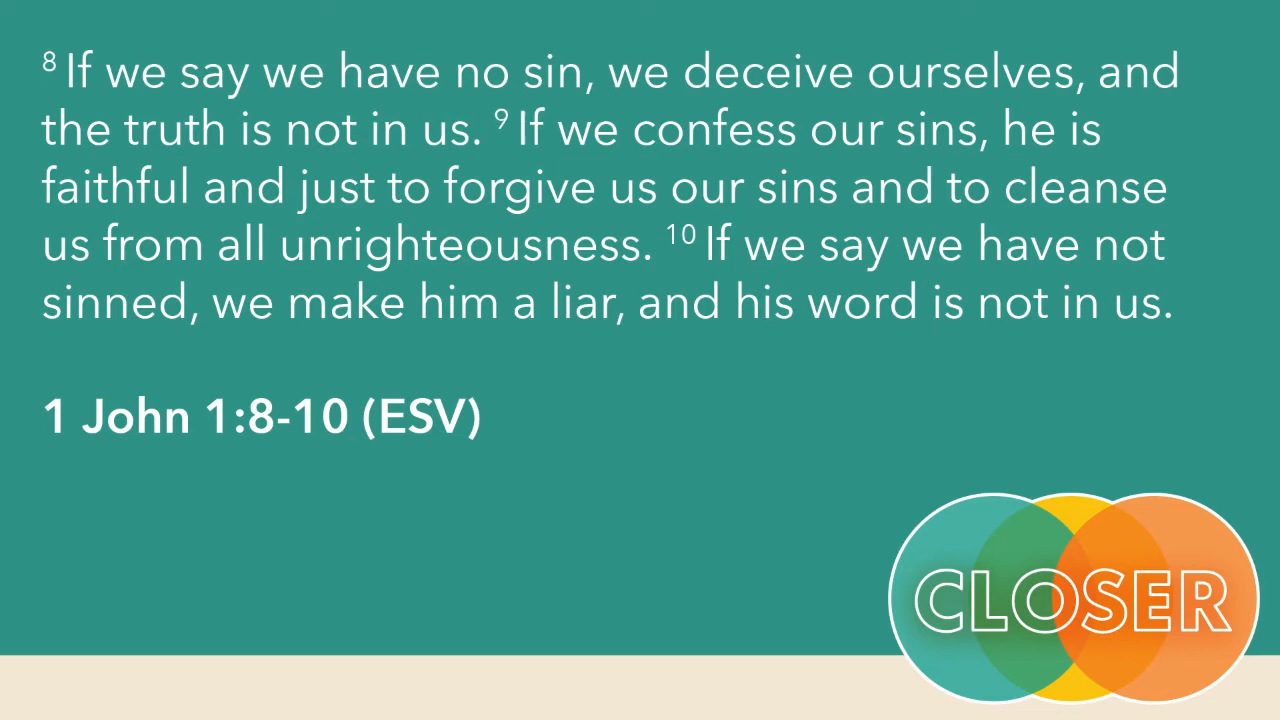 ⁸ If we say we have no sin, we deceive ourselves, and
the truth is not in us. ⁹ If we confess our sins, he is
faithful and just to forgive us our sins and to cleanse
us from all unrighteousness. ¹⁰ If we say we have not
sinned, we make him a liar, and his word is not in us.
1 John 1:8-10 (ESV)
CLOSER